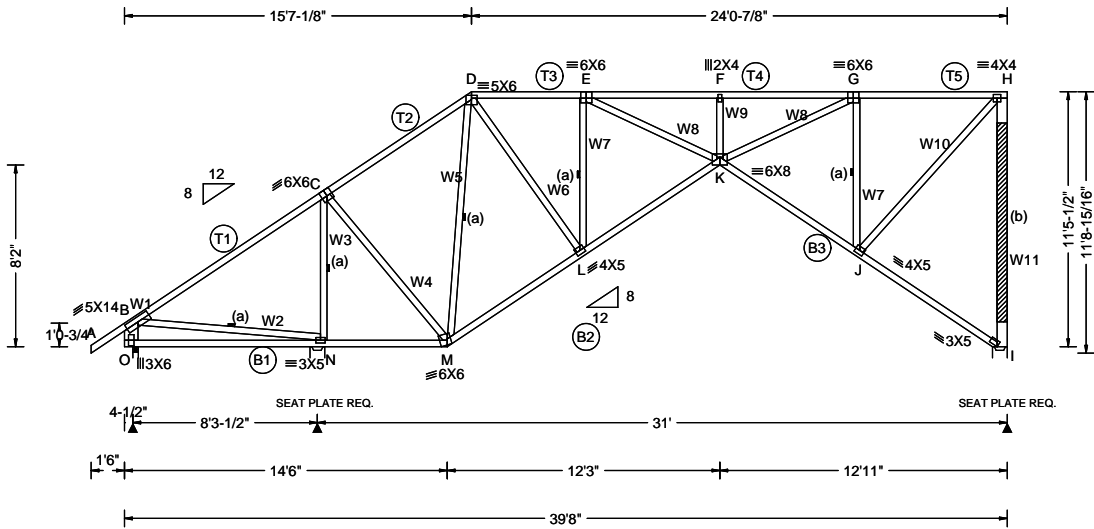 15'7-1/8"
24'0-7/8"
D
≡5X6
T3
≡6X6
E
|||2X4
F
T4
≡6X6
G
T5
≡4X4
H
T2
W5
W6
W7
W8
W9
W8
W7
W10
12
8
≡6X6
C
(a)
(a)
(a)
K
≡6X8
T1
W3
(a)
W4
B3
(b)
W11
11'5-1/2"
11'8-15/16"
8'2"
L
≡4X5
J
≡4X5
≡5X14
B
W1
(a)
W2
8
12
1'0-3/4"
A
O
|||3X6
B1
≡3X5
N
M
≡6X6
B2
≡3X5
I
4-1/2"
SEAT PLATE REQ.
SEAT PLATE REQ.
8'3-1/2"
31'
1'6"
14'6"
12'3"
12'11"
39'8"